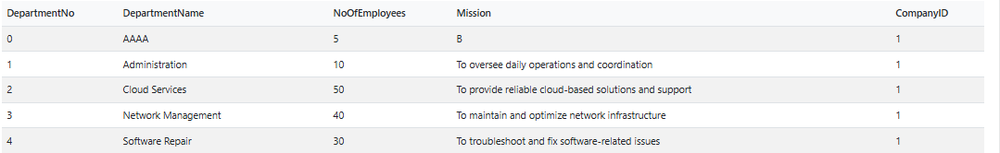 DepartmentNo DepartmentName NoOfEmployees Mission CompanyID
0 AAAA 5 B 1
1 Administration 10 To oversee daily operations and coordination 1
2 Cloud Services 50 To provide reliable cloud-based solutions and support 1
3 Network Management 40 To maintain and optimize network infrastructure 1
4 Software Repair 30 To troubleshoot and fix software-related issues 1